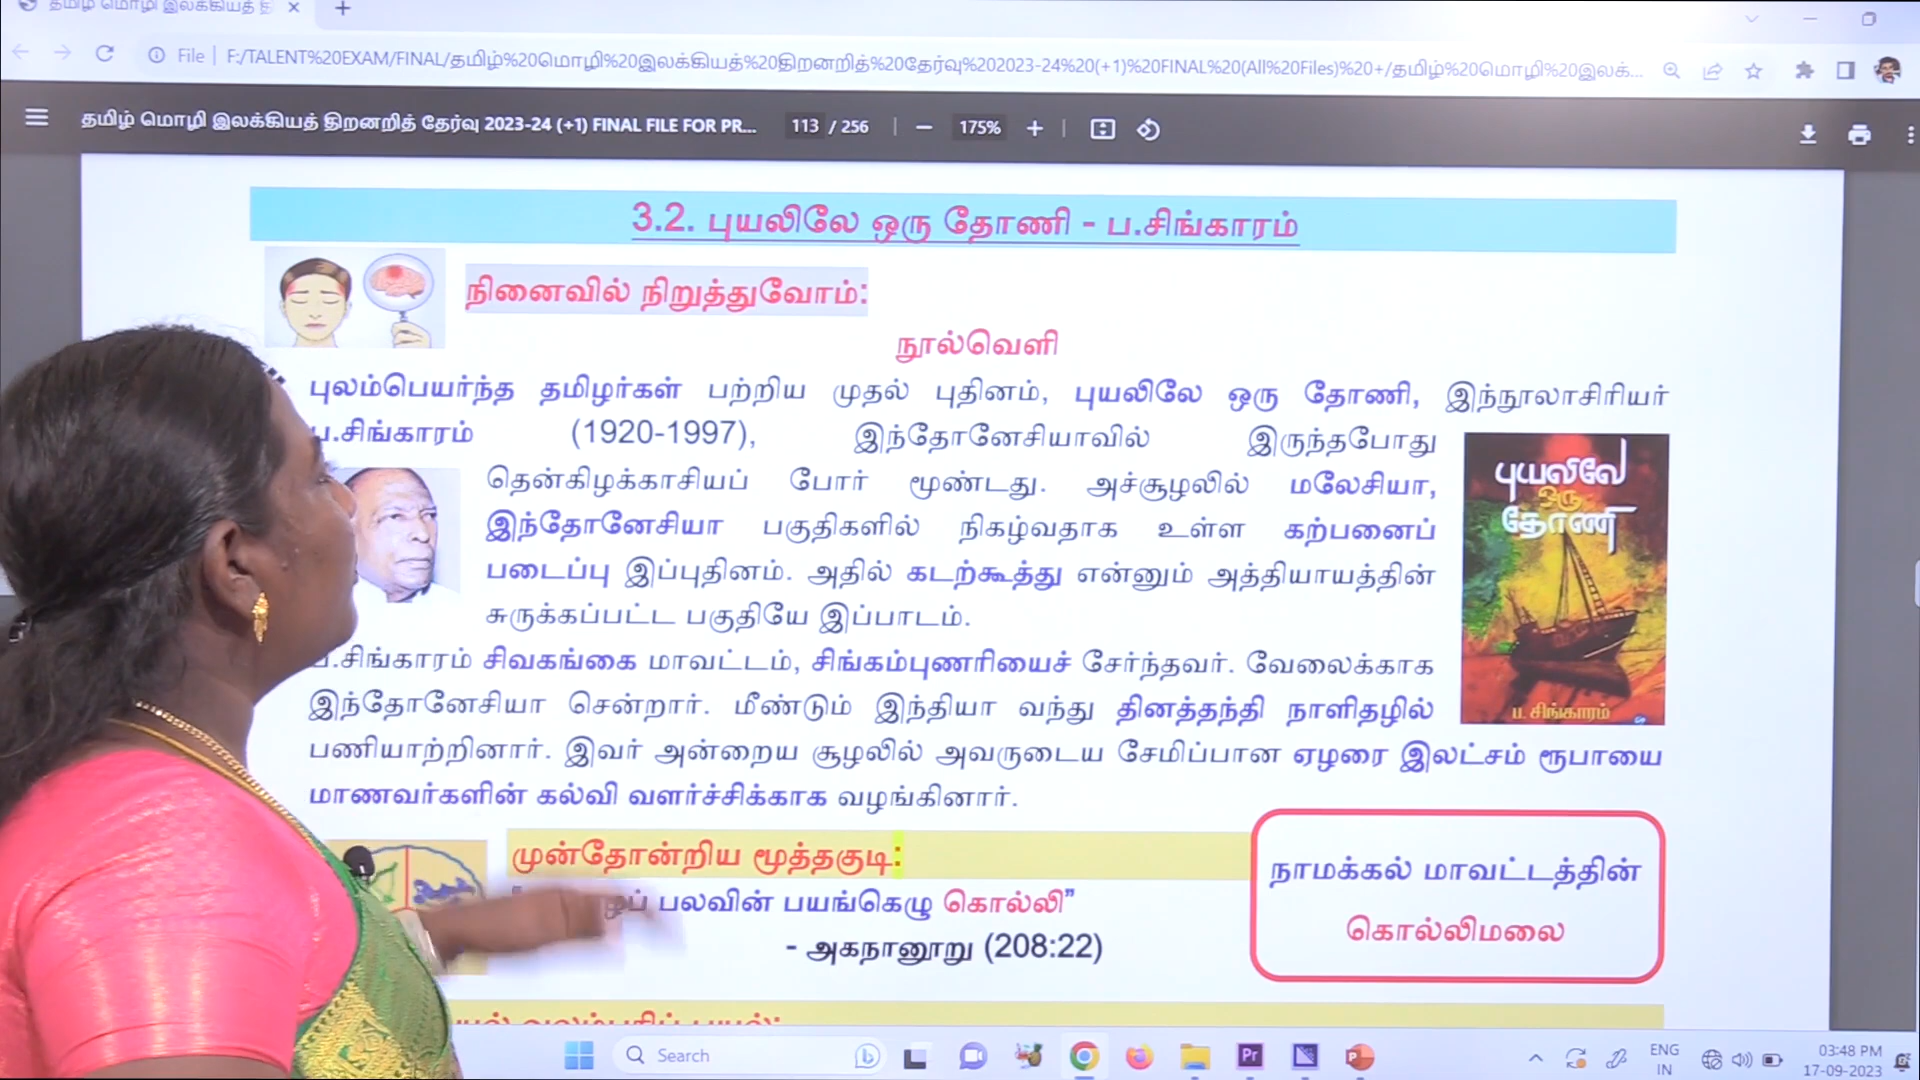 தமிழ் மொழி இலக்கியத் தி
File F:/TALENT%20EXAM/FINAL/தமிழ்%20மொழி%20இலக்கியத்%20திறனறித்%20தேர்வு%202023-24%20(+1)%20FINAL%20(All%20Files)%20+/தமிழ்%20மொழி%20இலக்...
தமிழ் மொழி இலக்கியத் திறனறித் தேர்வு 2023-24 (+1) FINAL FILE FOR PR... 113 / 256 175%
3.2. புயலிலே ஒரு தோணி - ப.சிங்காரம்
நினைவில் நிறுத்துவோம்:
நூல்வெளி
புலம்பெயர்ந்த தமிழர்கள் பற்றிய முதல் புதினம், புயலிலே ஒரு தோணி, இந்நூலாசிரியர்
ப.சிங்காரம் (1920-1997), இந்தோனேசியாவில் இருந்தபோது
தென்கிழக்காசியப் போர் மூண்டது. அச்சூழலில் மலேசியா,
இந்தோனேசியா பகுதிகளில் நிகழ்வதாக உள்ள கற்பனைப்
படைப்பு இப்புதினம். அதில் கடற்கூத்து என்னும் அத்தியாயத்தின்
சுருக்கப்பட்ட பகுதியே இப்பாடம்.
ப.சிங்காரம் சிவகங்கை மாவட்டம், சிங்கம்புணரியைச் சேர்ந்தவர். வேலைக்காக
இந்தோனேசியா சென்றார். மீண்டும் இந்தியா வந்து தினத்தந்தி நாளிதழில்
பணியாற்றினார். இவர் அன்றைய சூழலில் அவருடைய சேமிப்பான ஏழரை இலட்சம் ரூபாயை
மாணவர்களின் கல்வி வளர்ச்சிக்காக வழங்கினார்.
புயலிலே
ஒரு
தோணி
ப. சிங்காரம்
முன்தோன்றிய மூத்தகுடி:
பலவின் பயங்கெழு கொல்லி”
- அகநானூறு (208:22)
நாமக்கல் மாவட்டத்தின்
கொல்லிமலை
Search
Pr
ENG
IN
03:48 PM
17-09-2023